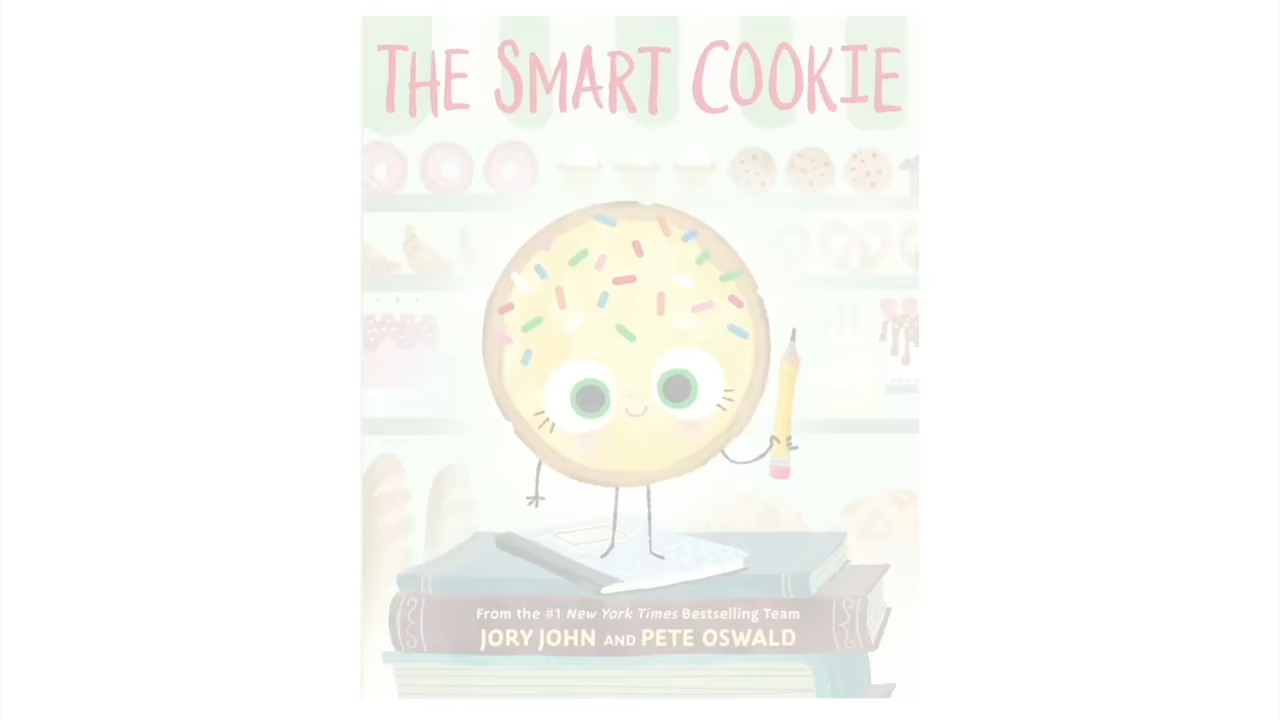 THE SMART COOKIE
From the #1 New York Times Bestselling Team
JORY JOHN AND PETE OSWALD